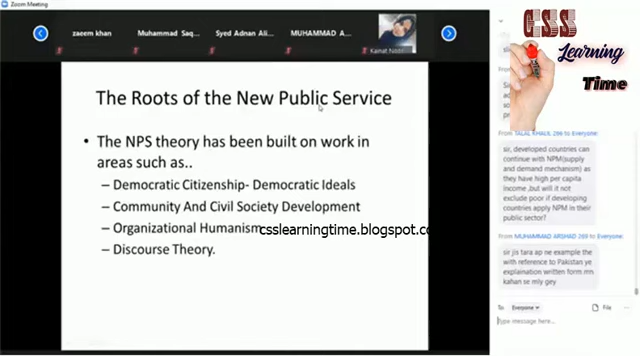 Zoom Meeting
zaeem khan
Muhammad Saq...
Syed Adnan Ali...
MUHAMMAD A...
Kainat
The Roots of the New Public Service
• The NPS theory has been built on work in
areas such as..
– Democratic Citizenship- Democratic Ideals
– Community And Civil Society Development
– Organizational Humanism
– Discourse Theory.
csslearningtime.blogspot.co
CSS
Learning
Time
From TALAL KHALIL 286 to Everyone:
sir, developed countries can
continue with NPM(supply
and demand mechanism) as
they have high per capita
income ,but will it not
exclude poor if developing
countries apply NPM in their
public sector?
From MUHAMMAD ARSHAD 289 to Everyone:
sir jis tara ap ne example the
with reference to Pakistan ye
explaination written form mn
kahan se mly gey
To: Everyone
File
Type message here...